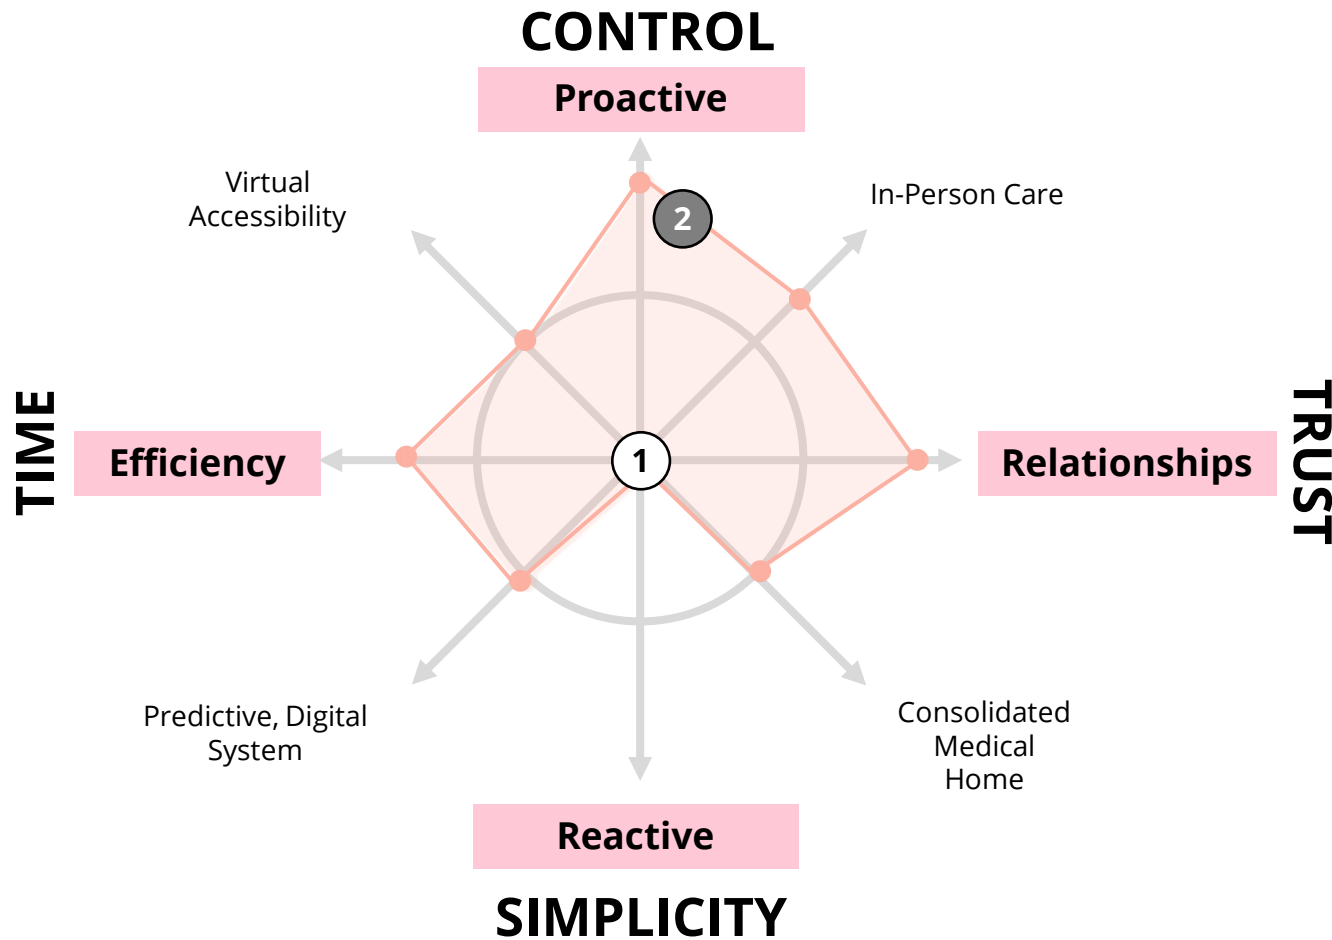 CONTROL
Proactive
Virtual
Accessibility
In-Person Care
2
TIME
Efficiency
1
Relationships
TRUST
Predictive, Digital
System
Consolidated
Medical
Home
Reactive
SIMPLICITY